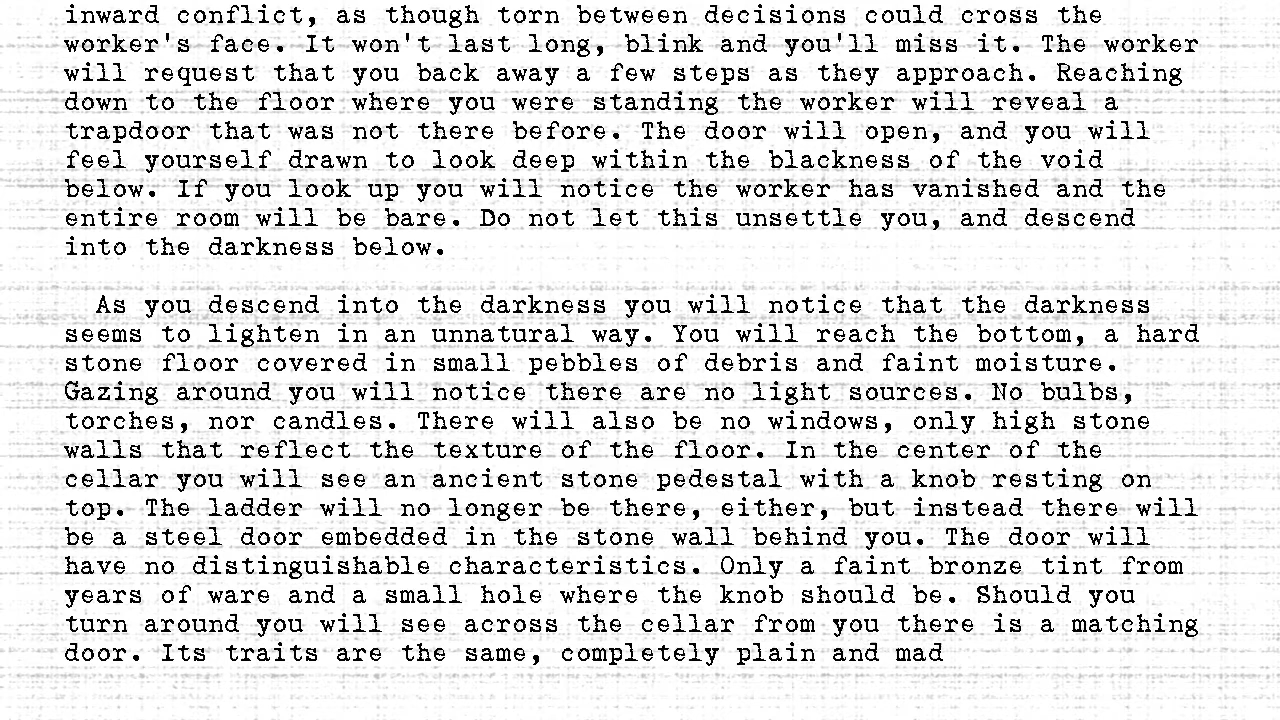 inward conflict, as though torn between decisions could cross the
worker's face. It won't last long, blink and you'll miss it. The worker
will request that you back away a few steps as they approach. Reaching
down to the floor where you were standing the worker will reveal a
trapdoor that was not there before. The door will open, and you will
feel yourself drawn to look deep within the blackness of the void
below. If you look up you will notice the worker has vanished and the
entire room will be bare. Do not let this unsettle you, and descend
into the darkness below.
As you descend into the darkness you will notice that the darkness
seems to lighten in an unnatural way. You will reach the bottom, a hard
stone floor covered in small pebbles of debris and faint moisture.
Gazing around you will notice there are no light sources. No bulbs,
torches, nor candles. There will also be no windows, only high stone
walls that reflect the texture of the floor. In the center of the
cellar you will see an ancient stone pedestal with a knob resting on
top. The ladder will no longer be there, either, but instead there will
be a steel door embedded in the stone wall behind you. The door will
have no distinguishable characteristics. Only a faint bronze tint from
years of ware and a small hole where the knob should be. Should you
turn around you will see across the cellar from you there is a matching
door. Its traits are the same, completely plain and mad